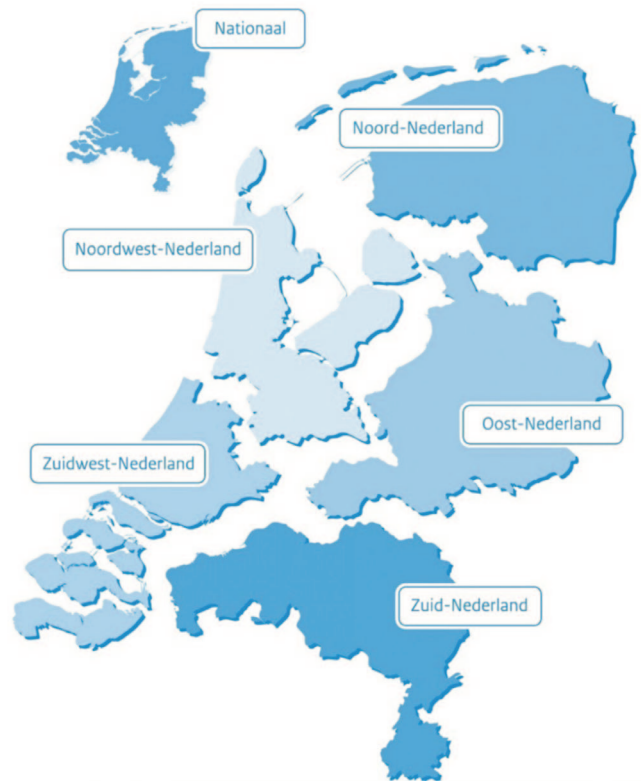 Nationaal
Noord-Nederland
Noordwest-Nederland
Oost-Nederland
Zuidwest-Nederland
Zuid-Nederland